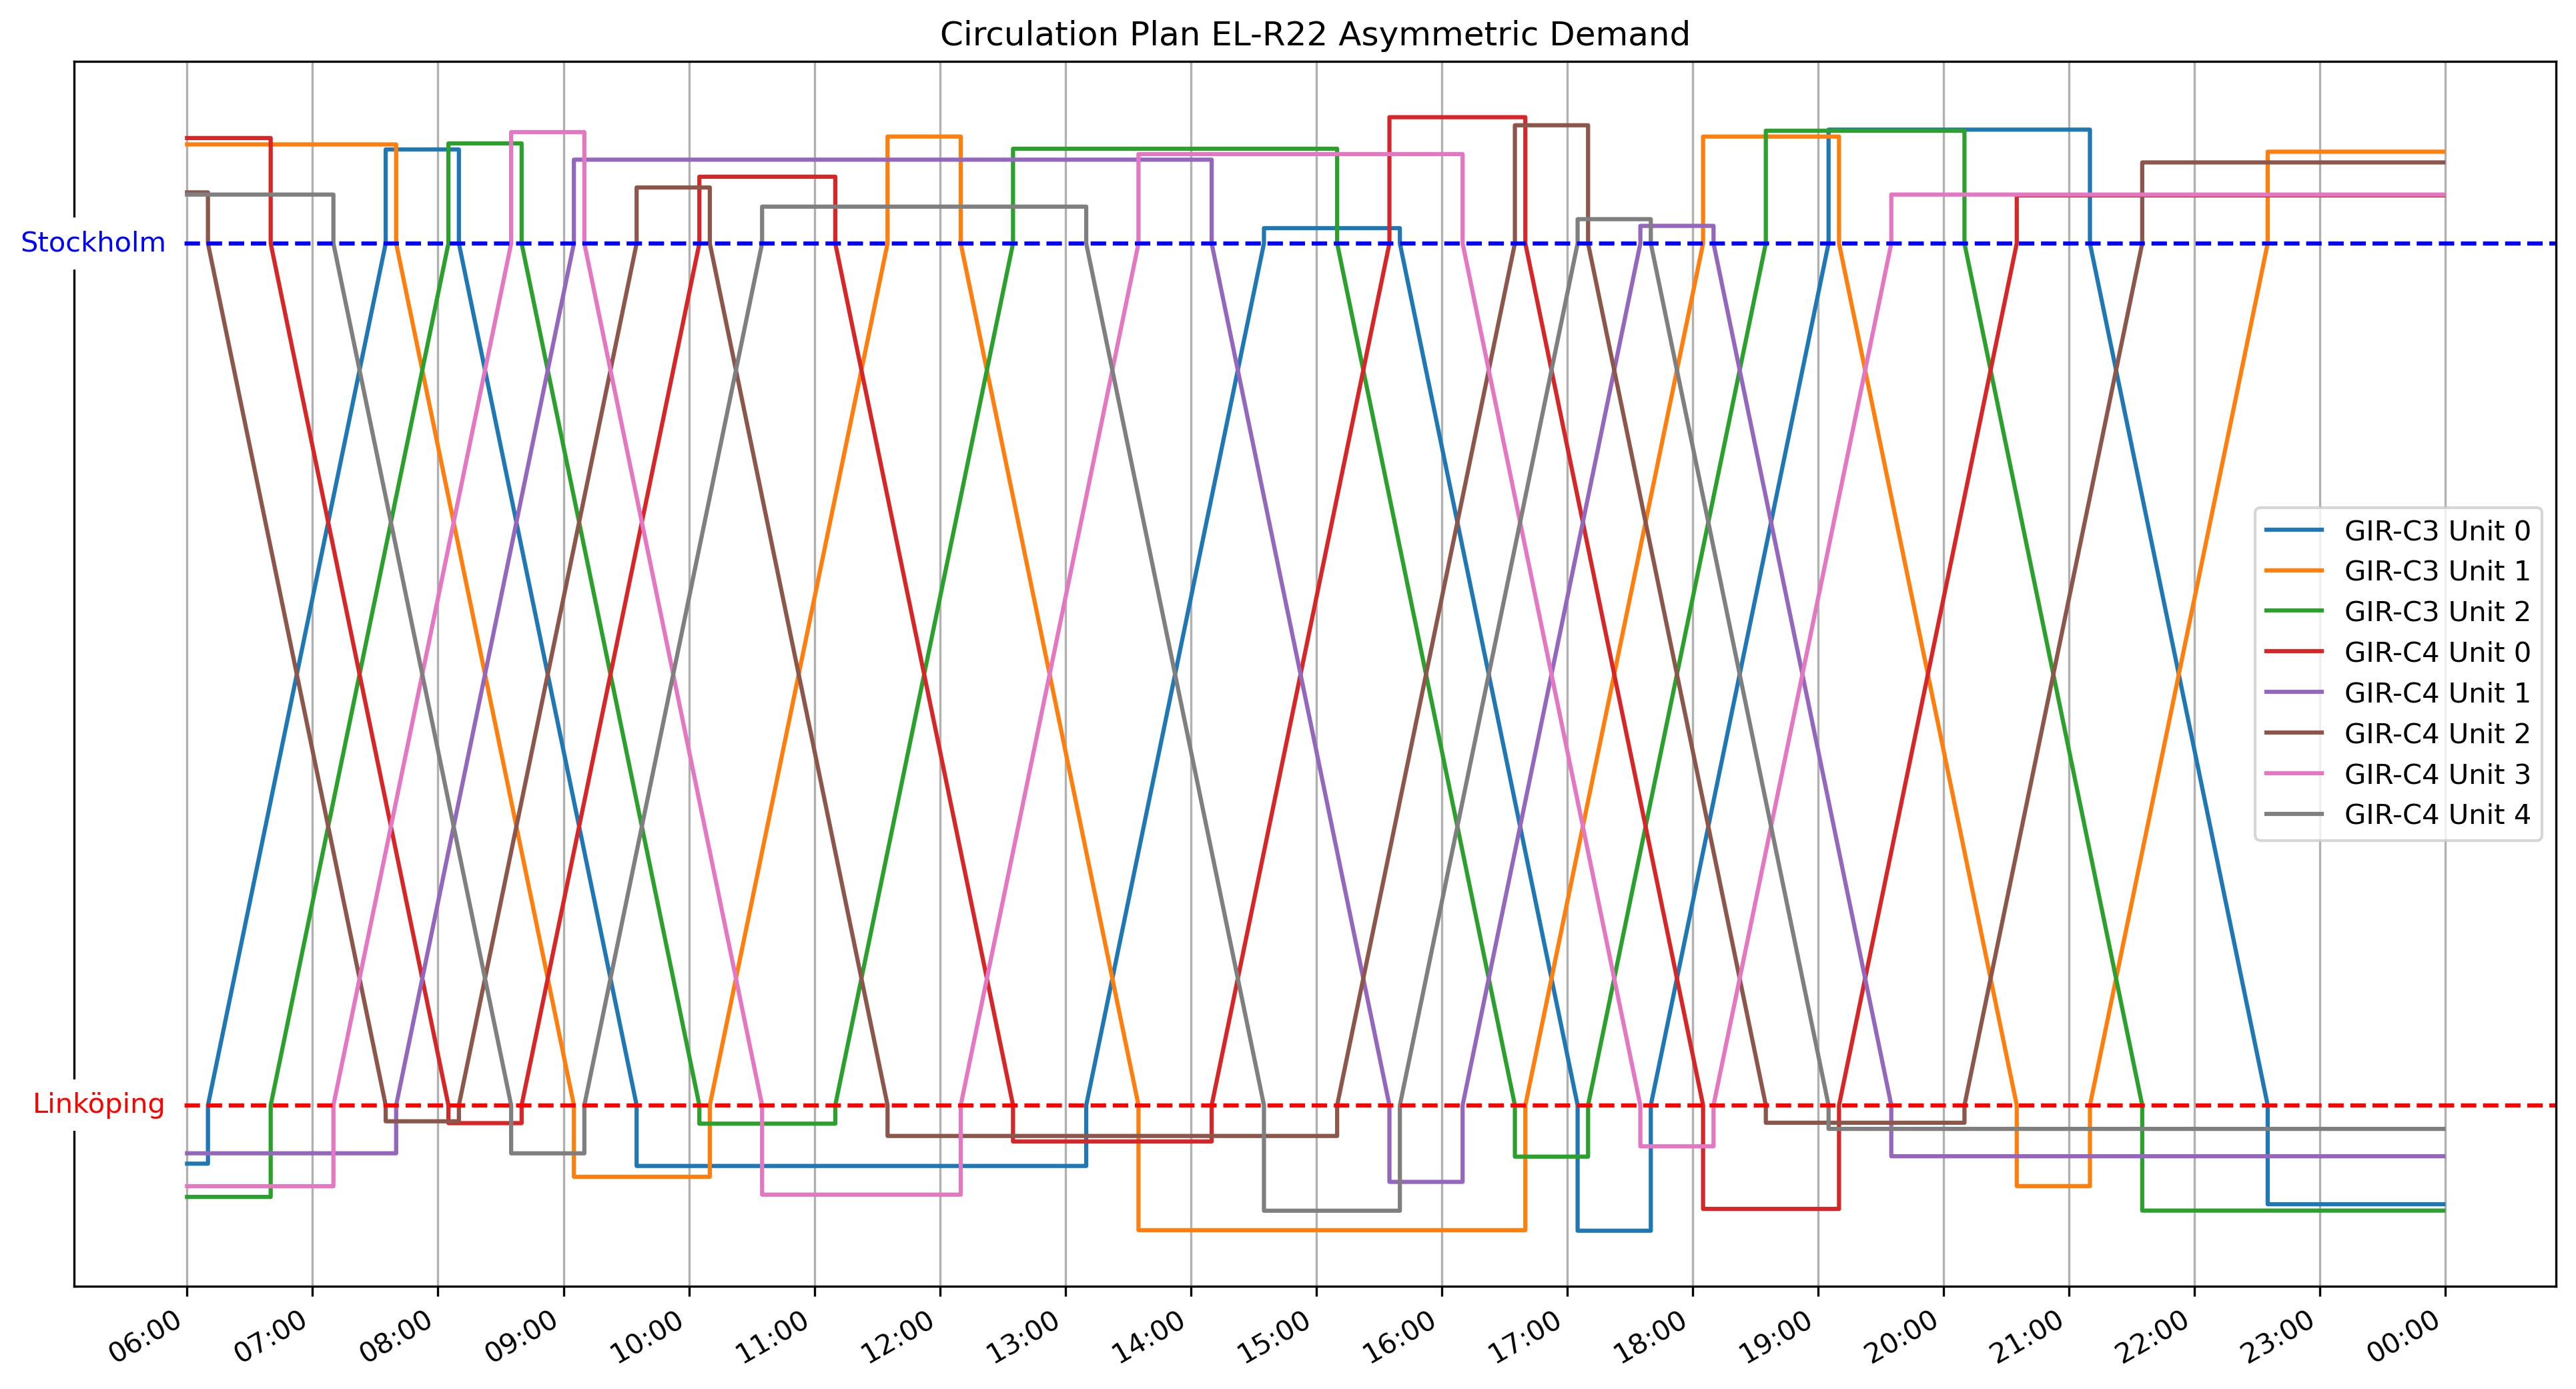 Circulation Plan EL-R22 Asymmetric Demand
Stockholm
Linköping
GIR-C3 Unit 0
GIR-C3 Unit 1
GIR-C3 Unit 2
GIR-C4 Unit 0
GIR-C4 Unit 1
GIR-C4 Unit 2
GIR-C4 Unit 3
GIR-C4 Unit 4
06:00 07:00 08:00 09:00 10:00 11:00 12:00 13:00 14:00 15:00 16:00 17:00 18:00 19:00 20:00 21:00 22:00 23:00 00:00